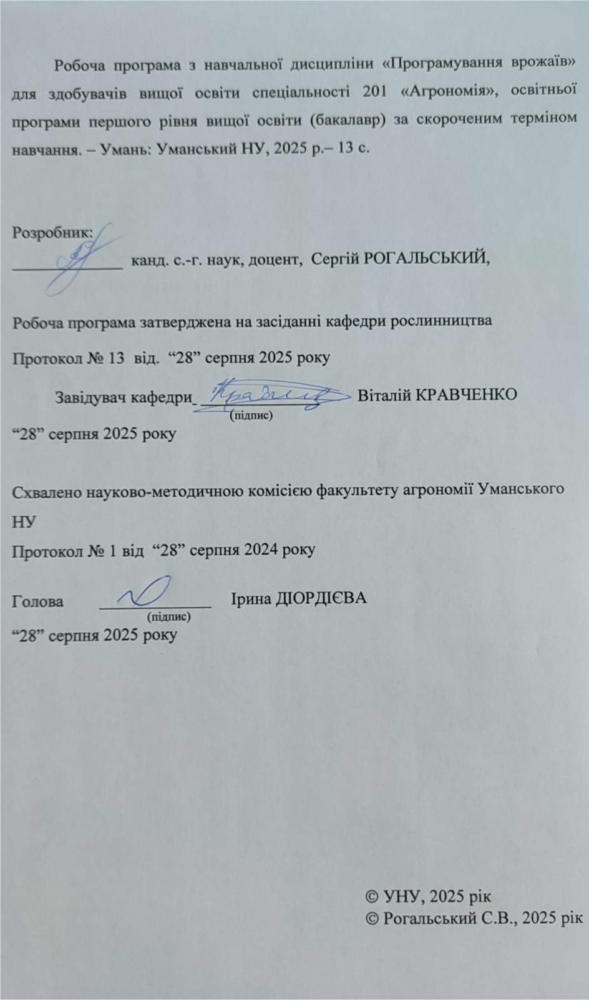 Робоча програма з навчальної дисципліни «Програмування врожаїв»
для здобувачів вищої освіти спеціальності 201 «Агрономія», освітньої
програми першого рівня вищої освіти (бакалавр) за скороченим терміном
навчання. – Умань: Уманський НУ, 2025 р.– 13 с.
Розробник:
канд. с.-г. наук, доцент, Сергій РОГАЛЬСЬКИЙ,
Робоча програма затверджена на засіданні кафедри рослинництва
Протокол № 13 від. “28” серпня 2025 року
Завідувач кафедри Віталій КРАВЧЕНКО
(підпис)
“28” серпня 2025 року
Схвалено науково-методичною комісією факультету агрономії Уманського
НУ
Протокол № 1 від “28” серпня 2024 року
Голова Ірина ДІОРДІЄВА
(підпис)
“28” серпня 2025 року
© УНУ, 2025 рік
© Рогальський С.В., 2025 рік